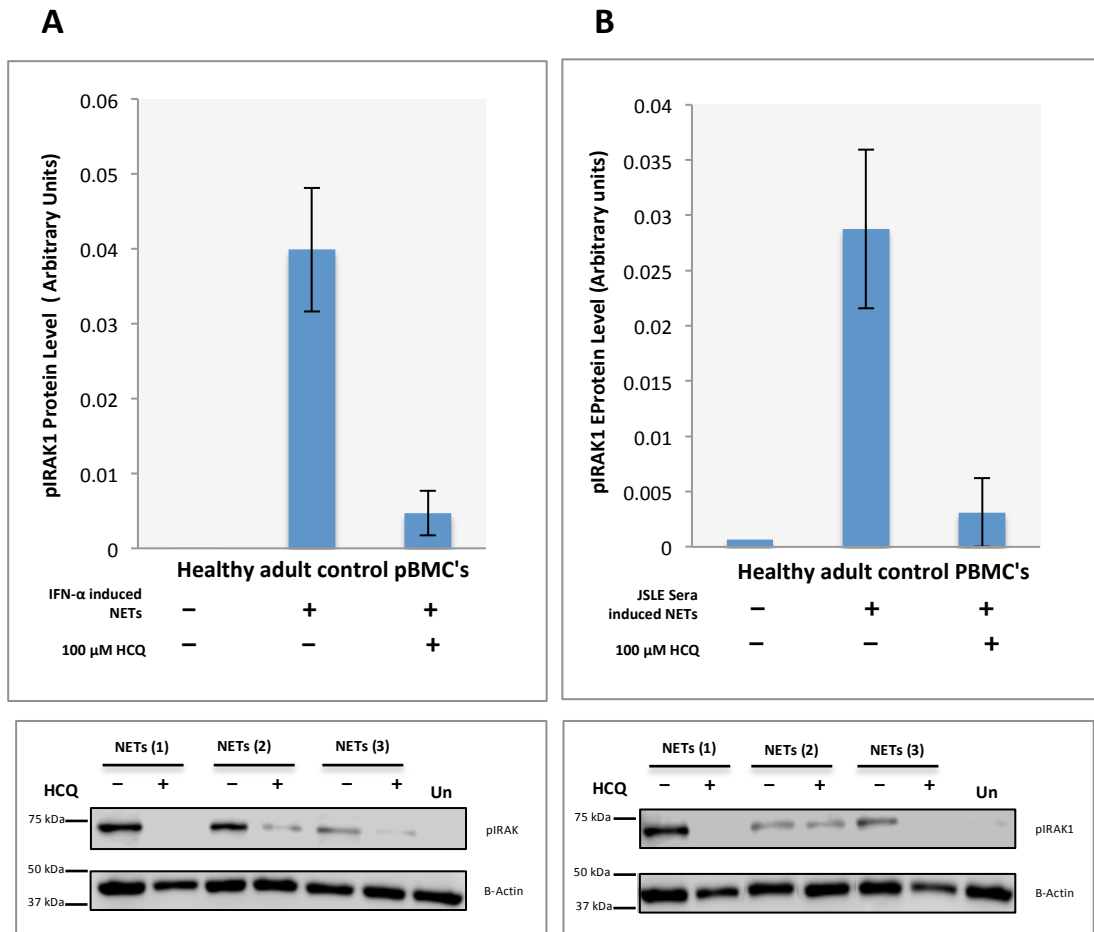 A
B
0.06
0.05
0.04
0.03
0.02
0.01
0
pIRAK1 Protein Level ( Arbitrary Units)
Healthy adult control pBMC's
IFN-α induced
NETs
− + +
100 µM HCQ − − +
0.04
0.035
0.03
0.025
0.02
0.015
0.01
0.005
0
pIRAK1 EProtein Level (Arbitrary units)
Healthy adult control PBMC's
JSLE Sera
induced NETs
− + +
100 µM HCQ − − +
NETs (1) NETs (2) NETs (3)
HCQ − + − + − + Un
75 kDa
pIRAK
50 kDa
B-Actin
37 kDa
NETs (1) NETs (2) NETs (3)
HCQ − + − + − + Un
75 kDa
pIRAK1
50 kDa
B-Actin
37 kDa